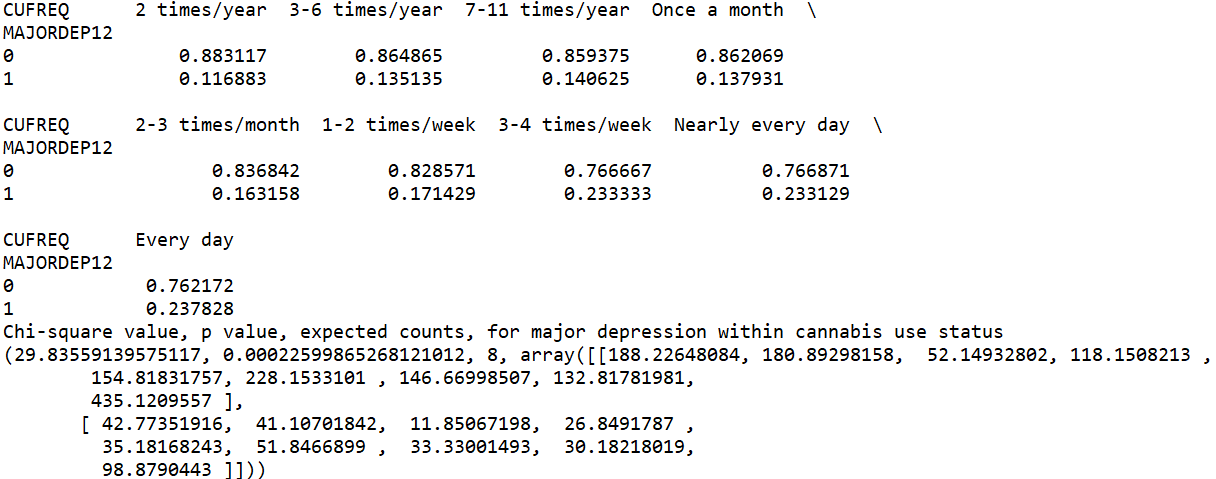 CUFREQ      2 times/year  3-6 times/year  7-11 times/year  Once a month  \
MAJORDEP12
0               0.883117        0.864865         0.859375      0.862069
1               0.116883        0.135135         0.140625      0.137931

CUFREQ      2-3 times/month  1-2 times/week  3-4 times/week  Nearly every day  \
MAJORDEP12
0                  0.836842        0.828571        0.766667          0.766871
1                  0.163158        0.171429        0.233333          0.233129

CUFREQ      Every day
MAJORDEP12
0            0.762172
1            0.237828
Chi-square value, p value, expected counts, for major depression within cannabis use status
(29.83559139575117, 0.00022599865268121012, 8, array([[188.22648084, 180.89298158,  52.14932802, 118.1508213 ,
        154.81831757, 228.1533101 , 146.66998507, 132.81781981,
        435.1209557 ],
       [ 42.77351916,  41.10701842,  11.85067198,  26.8491787 ,
         35.18168243,  51.8466899 ,  33.33001493,  30.18218019,
         98.8790443 ]]))